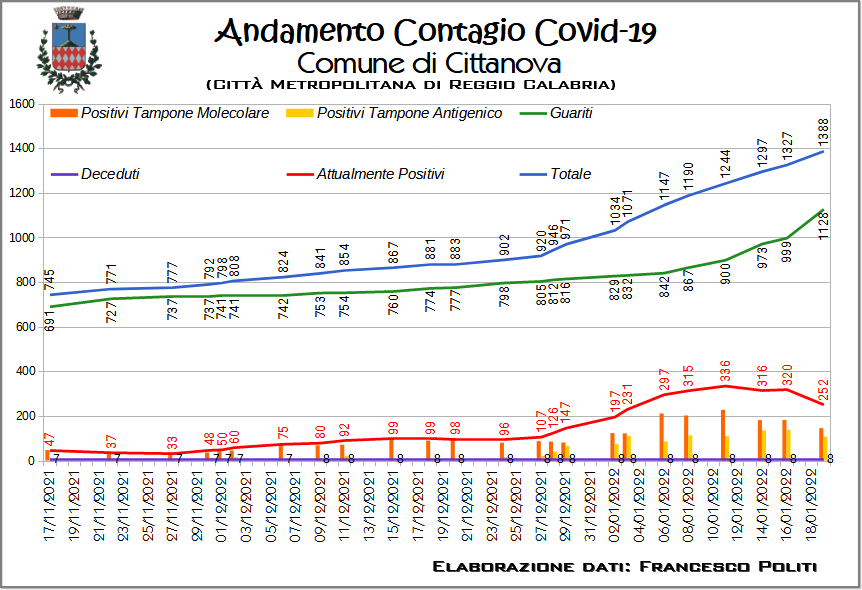 Andamento Contagio Covid-19
Comune di Cittanova
(Città Metropolitana di Reggio Calabria)
1600
1400
1200
1000
800
600
400
200
0
Positivi Tampone Molecolare Positivi Tampone Antigenico Guariti
Deceduti Attualmente Positivi Totale
745 771 777 792 798 808 824 841 854 867 881 883 902 920 946 971 1034 1071 1147 1190 1244 1297 1327 1388
691 727 737 737 741 741 742 753 754 760 774 777 798 805 812 816 829 832 842 867 900 973 999 1128
47 37 33 48 50 60 75 80 92 99 99 98 96 107 126 147 197 231 297 315 336 316 320 252
7 7 7 7 7 7 7 8 8 8 8 8 8 8 8 8 8 8 8 8 8 8 8 8
17/11/2021 19/11/2021 21/11/2021 23/11/2021 25/11/2021 27/11/2021 29/11/2021 01/12/2021 03/12/2021 05/12/2021 07/12/2021 09/12/2021 11/12/2021 13/12/2021 15/12/2021 17/12/2021 19/12/2021 21/12/2021 23/12/2021 25/12/2021 27/12/2021 29/12/2021 31/12/2021 02/01/2022 04/01/2022 06/01/2022 08/01/2022 10/01/2022 12/01/2022 14/01/2022 16/01/2022 18/01/2022
Elaborazione dati: Francesco Politi